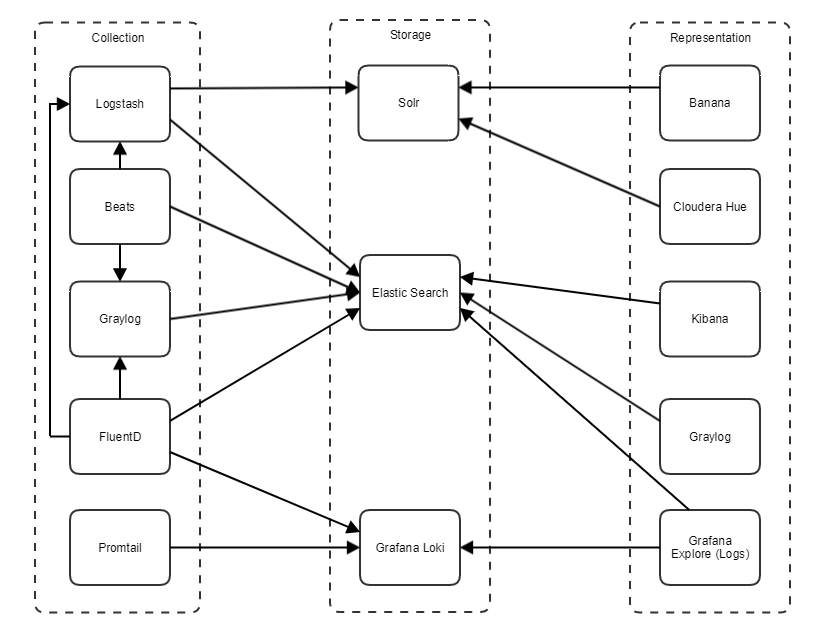 Collection
Storage
Representation
Logstash
Solr
Banana
Beats
Cloudera Hue
Elastic Search
Graylog
Kibana
FluentD
Graylog
Promtail
Grafana Loki
Grafana
Explore (Logs)